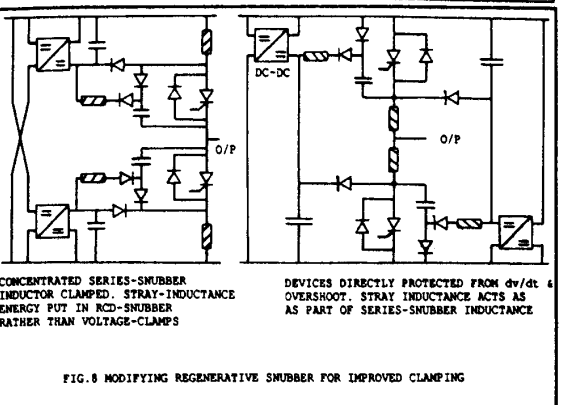 DC-DC
O/P
O/P
CONCENTRATED SERIES-SNUBBER
INDUCTOR CLAMPED. STRAY-INDUCTANCE
ENERGY PUT IN RCD-SNUBBER
RATHER THAN VOLTAGE-CLAMPS
DEVICES DIRECTLY PROTECTED FROM dv/dt &
OVERSHOOT. STRAY INDUCTANCE ACTS AS
AS PART OF SERIES-SNUBBER INDUCTANCE
FIG.8 MODIFYING REGENERATIVE SNUBBER FOR IMPROVED CLAMPING